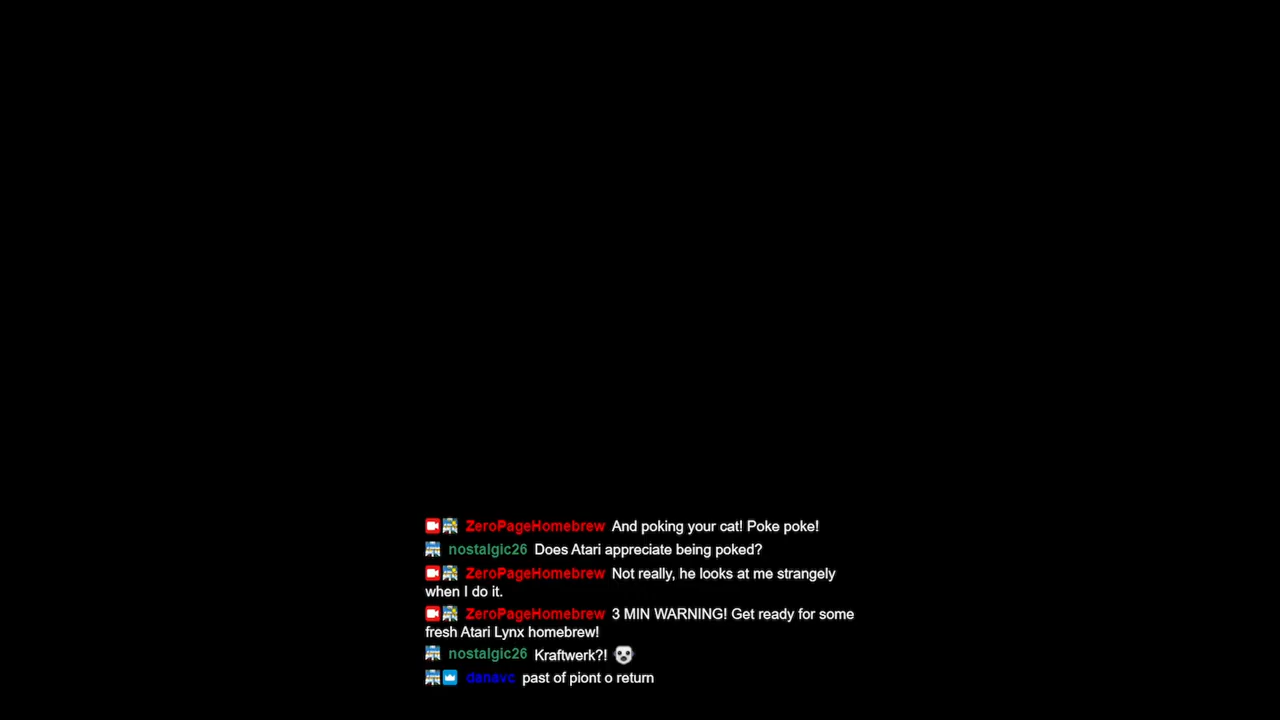 ZeroPageHomebrew And poking your cat! Poke poke!
nostalgic26 Does Atari appreciate being poked?
ZeroPageHomebrew Not really, he looks at me strangely
when I do it.
ZeroPageHomebrew 3 MIN WARNING! Get ready for some
fresh Atari Lynx homebrew!
nostalgic26 Kraftwerk?!
danavc past of piont o return